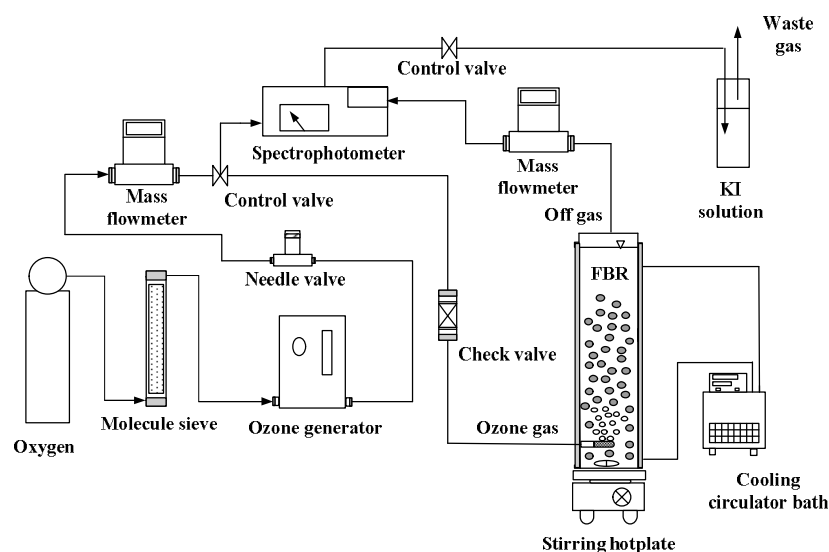 Waste
gas
Control valve
Spectrophotometer
Mass
flowmeter
Control valve
Mass
flowmeter
KI
solution
Off gas
Needle valve
FBR
Check valve
Oxygen
Molecule sieve
Ozone generator
Ozone gas
Cooling
circulator bath
Stirring hotplate